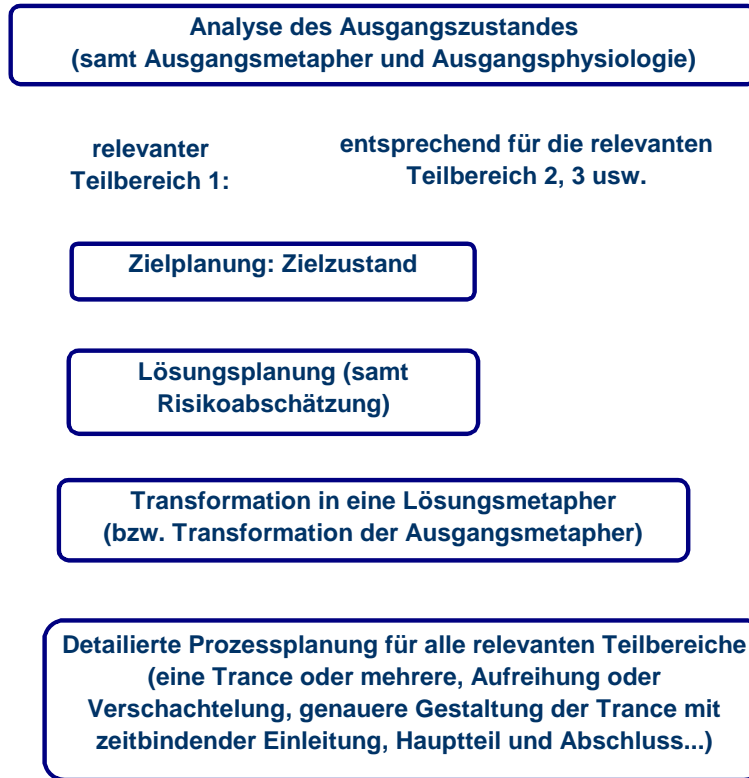 Analyse des Ausgangszustandes
(samt Ausgangsmetapher und Ausgangsphysiologie)
relevanter
Teilbereich 1:
entsprechend für die relevanten
Teilbereich 2, 3 usw.
Zielplanung: Zielzustand
Lösungsplanung (samt
Risikoabschätzung)
Transformation in eine Lösungsmetapher
(bzw. Transformation der Ausgangsmetapher)
Detailierte Prozessplanung für alle relevanten Teilbereiche
(eine Trance oder mehrere, Aufreihung oder
Verschachtelung, genauere Gestaltung der Trance mit
zeitbindender Einleitung, Hauptteil und Abschluss...)